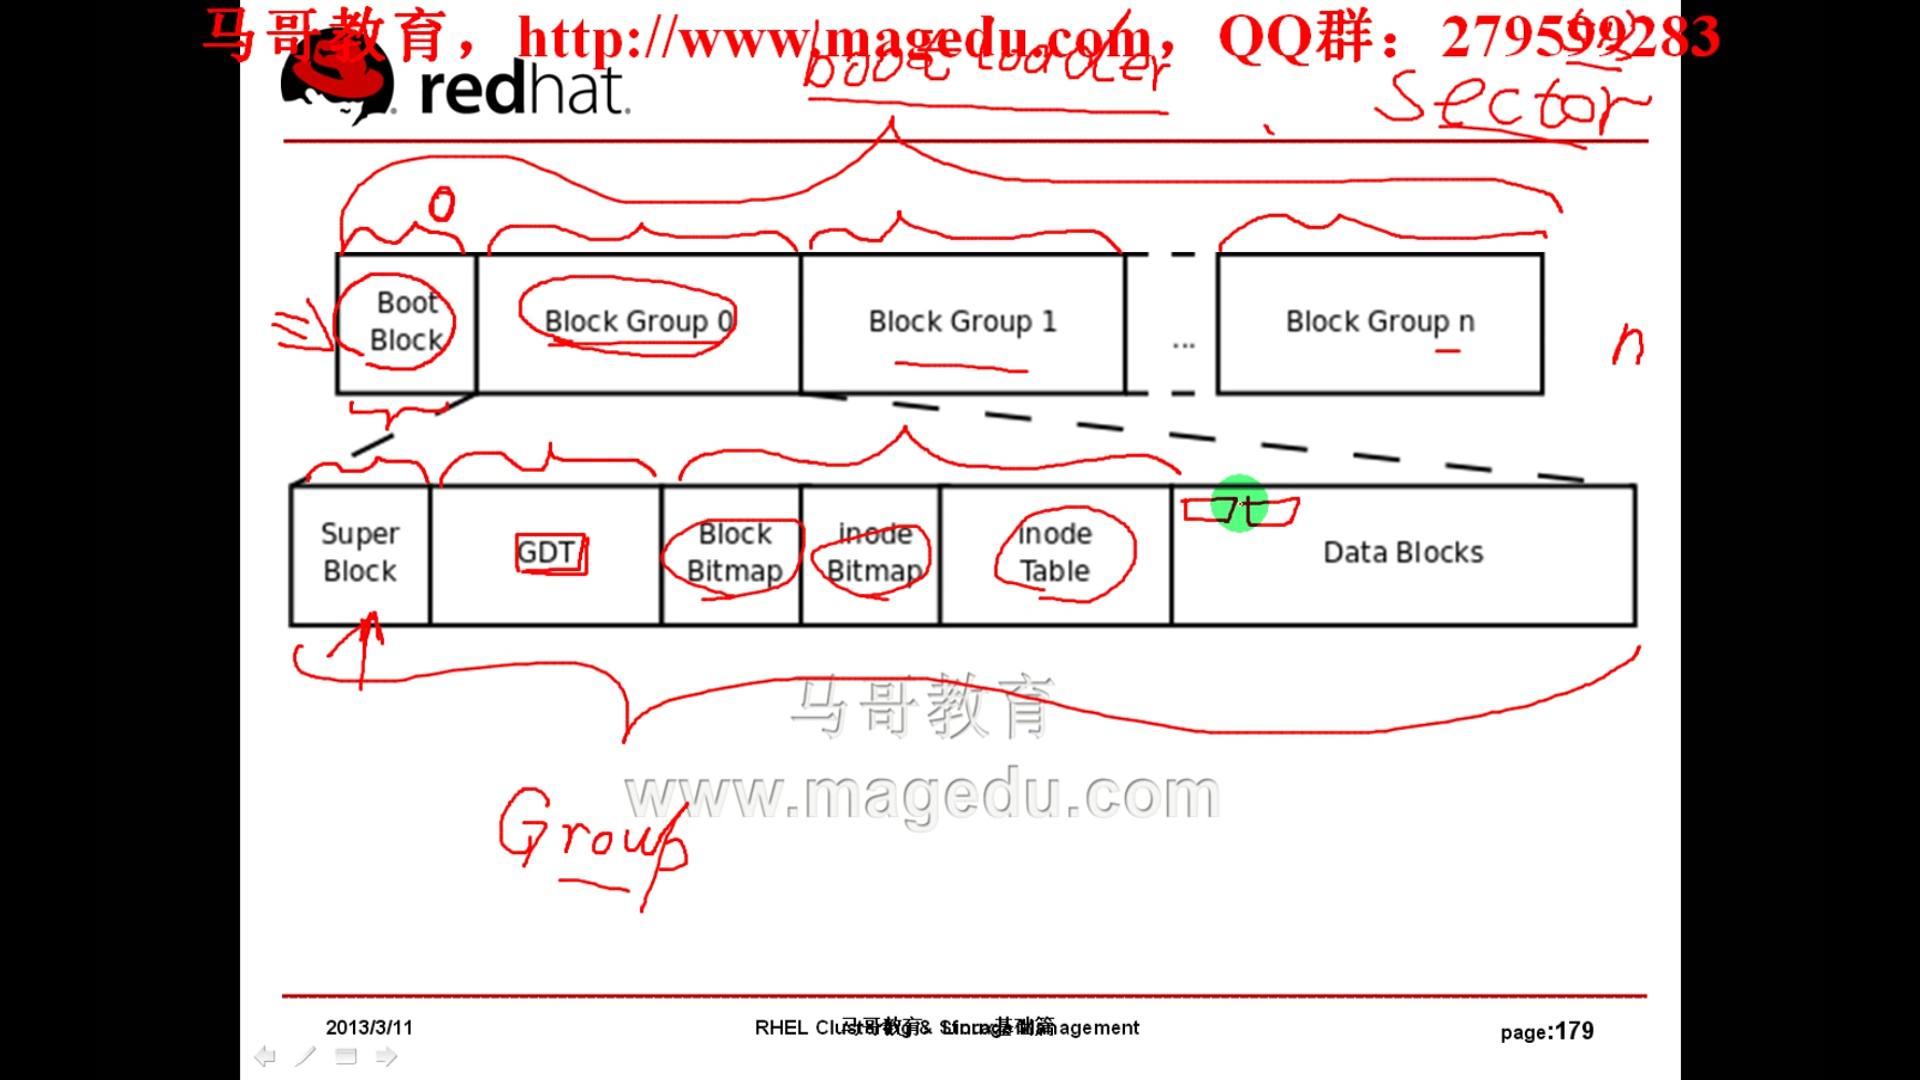 马哥教育，http://www.magedu.com，QQ群：279599283
redhat.
boot loader
Sector
0
Boot Block
Block Group 0
Block Group 1
...
Block Group n
n
Super Block
GDT
Block Bitmap
inode Bitmap
inode Table
Data Blocks
马哥教育
www.magedu.com
Group
2013/3/11
RHEL Clustering & Storage Management
马哥教育 Linux基础篇
page:179